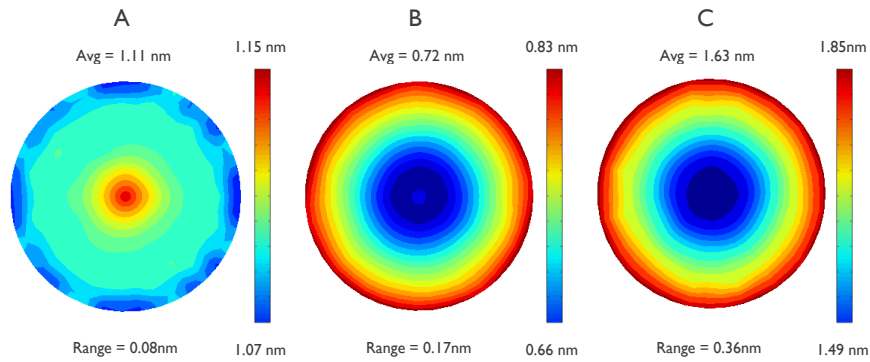 A
B
C
Avg = 1.11 nm
1.15 nm
Avg = 0.72 nm
0.83 nm
Avg = 1.63 nm
1.85nm
Range = 0.08nm
1.07 nm
Range = 0.17nm
0.66 nm
Range = 0.36nm
1.49 nm